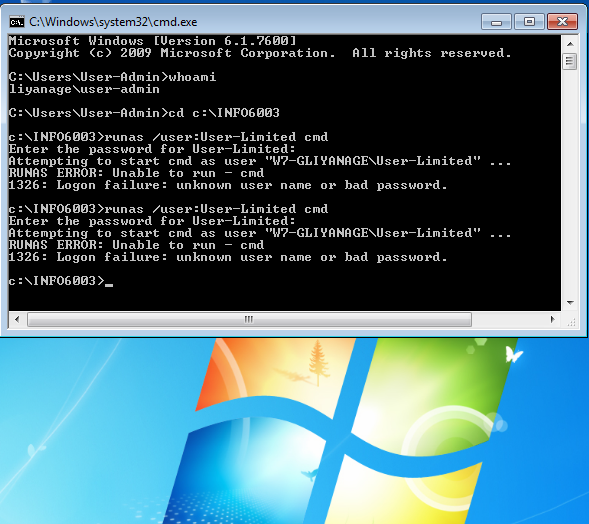 C:\Windows\system32\cmd.exe
Microsoft Windows [Version 6.1.7600]
Copyright (c) 2009 Microsoft Corporation.  All rights reserved.
C:\Users\User-Admin>whoami
liyanage\user-admin
C:\Users\User-Admin>cd c:\INFO6003
c:\INFO6003>runas /user:User-Limited cmd
Enter the password for User-Limited:
Attempting to start cmd as user "W7-GLIYANAGE\User-Limited" ...
RUNAS ERROR: Unable to run - cmd
1326: Logon failure: unknown user name or bad password.
c:\INFO6003>runas /user:User-Limited cmd
Enter the password for User-Limited:
Attempting to start cmd as user "W7-GLIYANAGE\User-Limited" ...
RUNAS ERROR: Unable to run - cmd
1326: Logon failure: unknown user name or bad password.
c:\INFO6003>_